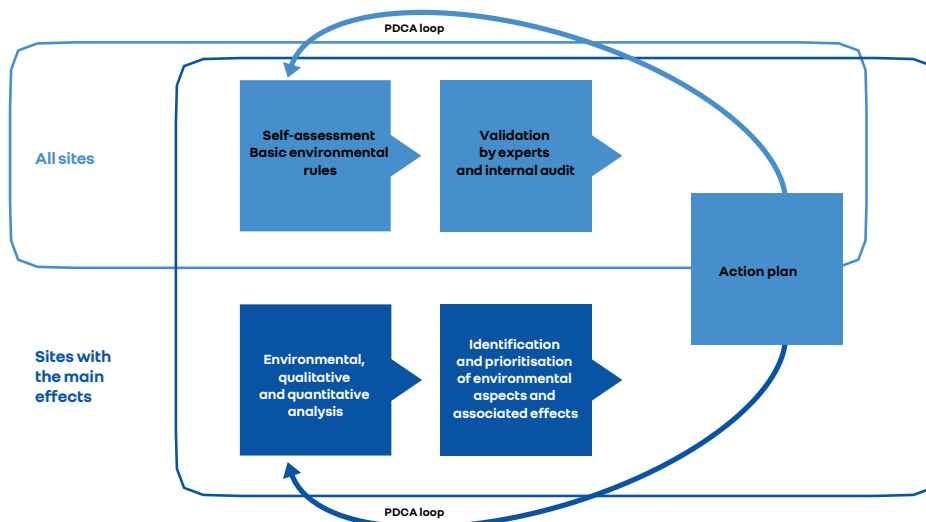 PDCA loop
All sites
Self-assessment
Basic environmental
rules
Validation
by experts
and internal audit
Action plan
Sites with
the main
effects
Environmental,
qualitative
and quantitative
analysis
Identification
and prioritisation
of environmental
aspects and
associated effects
PDCA loop